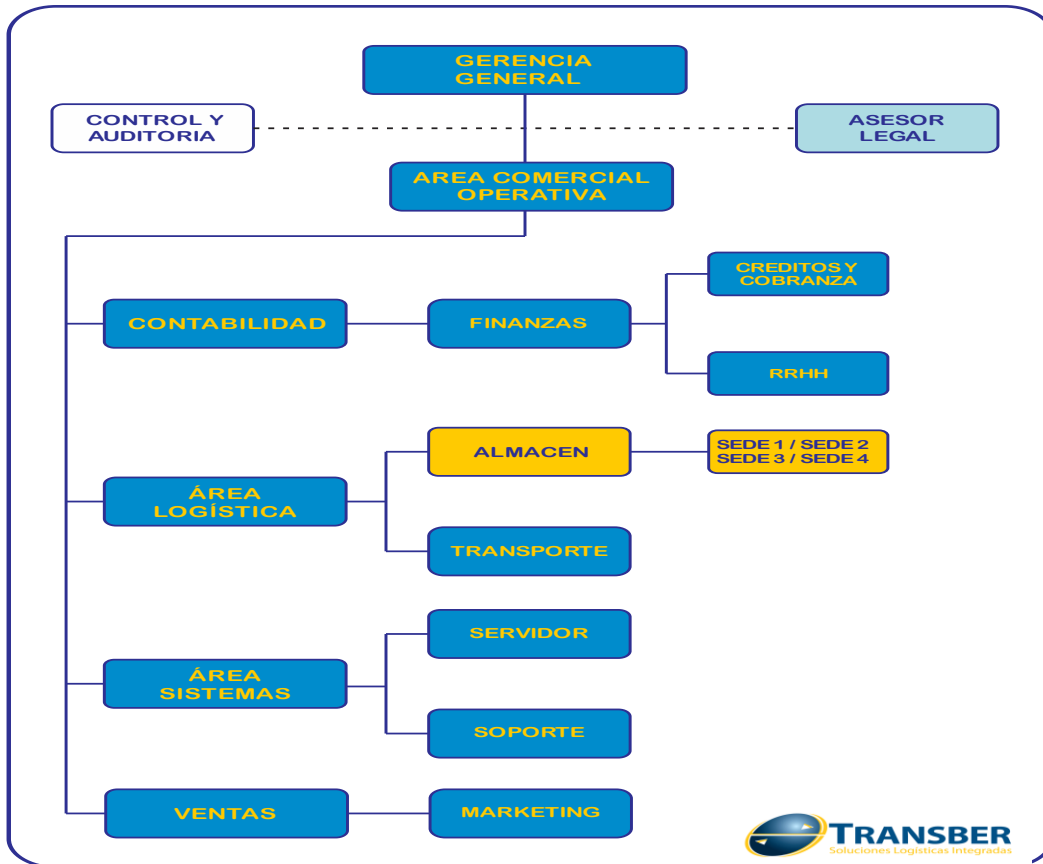 GERENCIA
GENERAL
CONTROL Y
AUDITORIA
ASESOR
LEGAL
AREA COMERCIAL
OPERATIVA
CREDITOS Y
COBRANZA
CONTABILIDAD
FINANZAS
RRHH
ALMACEN
SEDE 1 / SEDE 2
SEDE 3 / SEDE 4
ÁREA
LOGÍSTICA
TRANSPORTE
SERVIDOR
ÁREA
SISTEMAS
SOPORTE
VENTAS
MARKETING
TRANSBER
Soluciones Logísticas Integradas